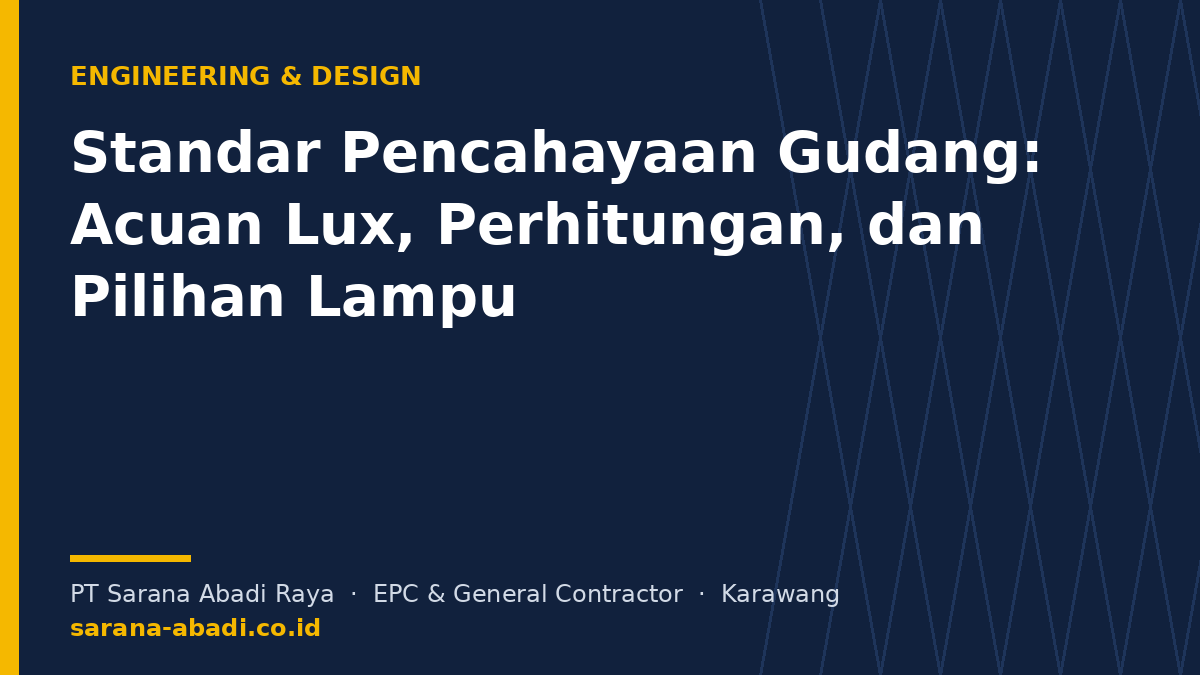 ENGINEERING & DESIGN
Standar Pencahayaan Gudang:
Acuan Lux, Perhitungan, dan
Pilihan Lampu
PT Sarana Abadi Raya · EPC & General Contractor · Karawang
sarana-abadi.co.id